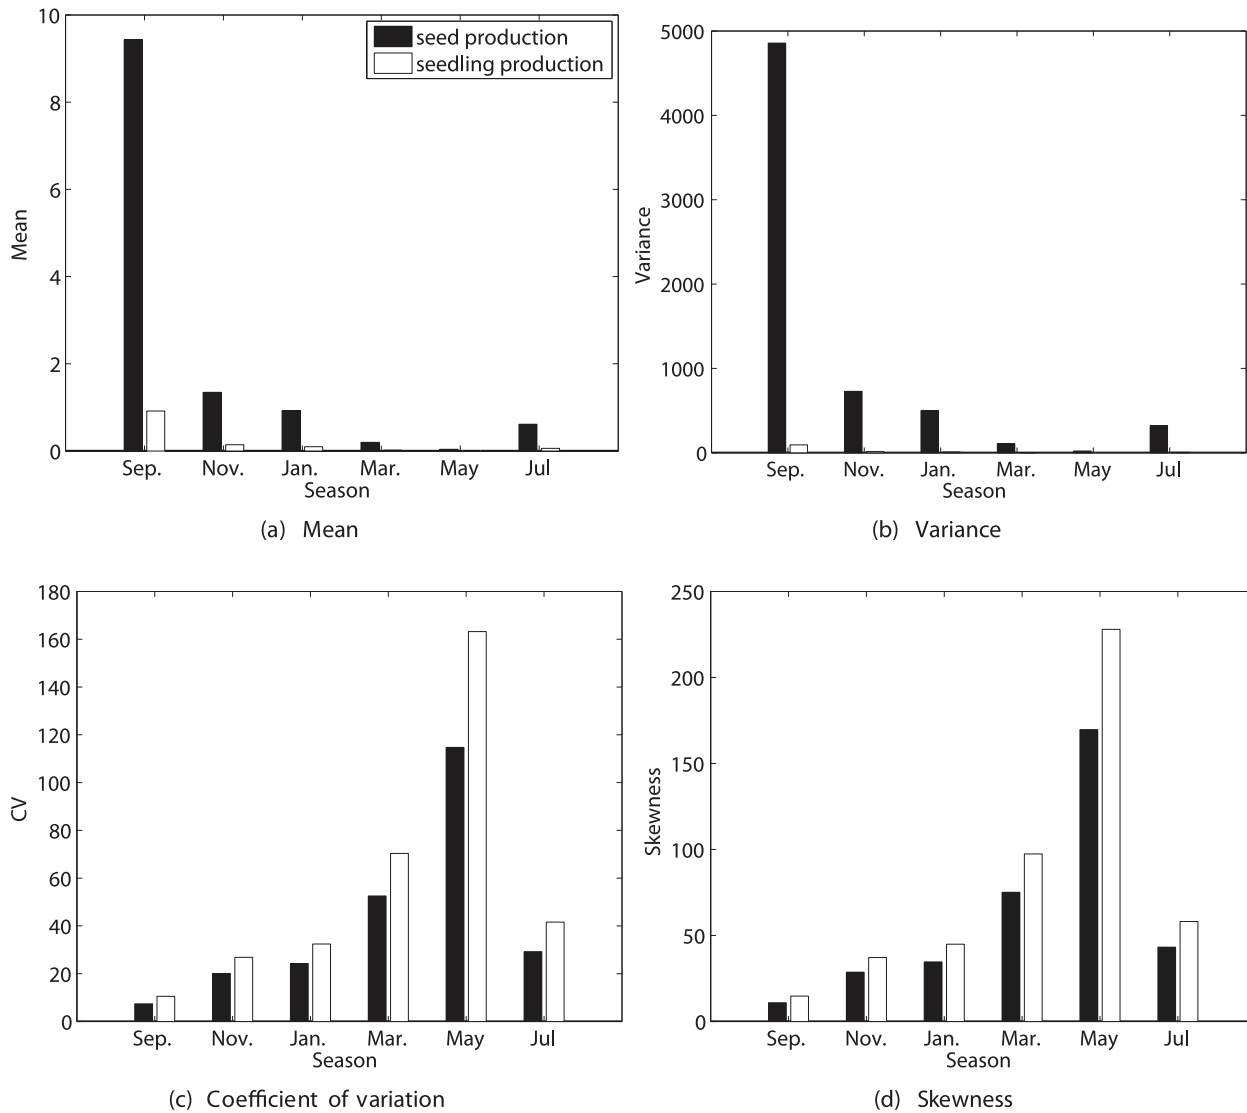 10
8
6
4
2
0
Mean
seed production
seedling production
Sep. Nov. Jan. Mar. May Jul
Season
(a) Mean
5000
4000
3000
2000
1000
0
Variance
Sep. Nov. Jan. Mar. May Jul
Season
(b) Variance
180
160
140
120
100
80
60
40
20
0
CV
Sep. Nov. Jan. Mar. May Jul
Season
(c) Coefficient of variation
250
200
150
100
50
0
Skewness
Sep. Nov. Jan. Mar. May Jul
Season
(d) Skewness